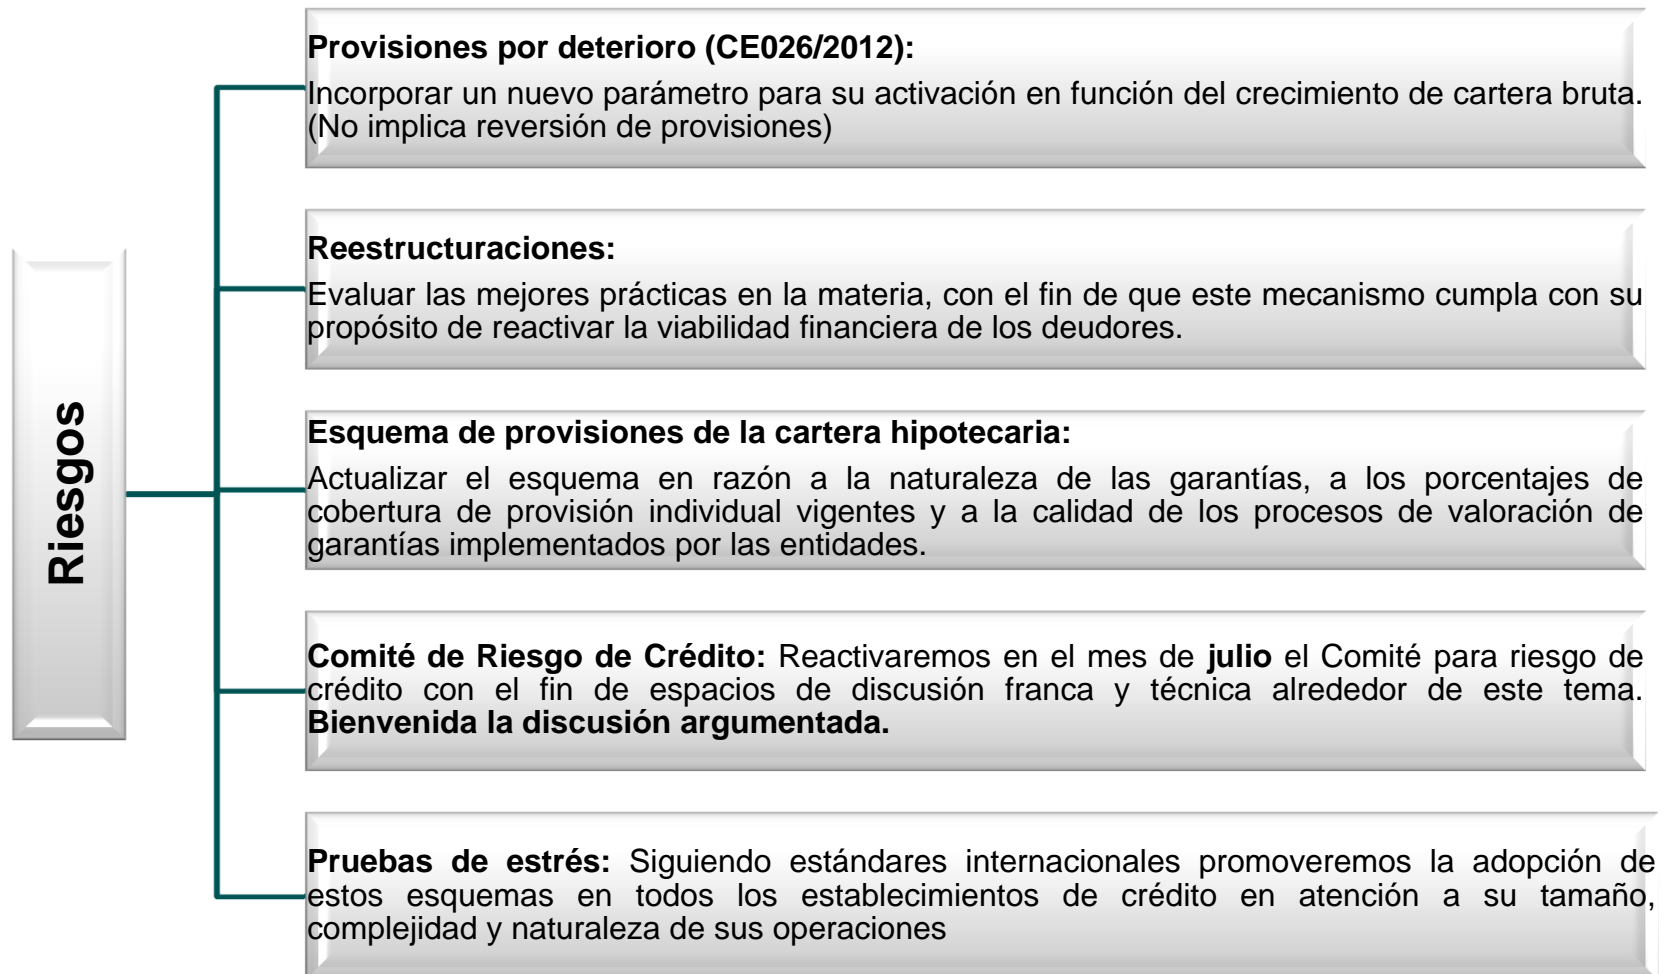 Riesgos
Provisiones por deterioro (CE026/2012):
Incorporar un nuevo parámetro para su activación en función del crecimiento de cartera bruta.
(No implica reversión de provisiones)
Reestructuraciones:
Evaluar las mejores prácticas en la materia, con el fin de que este mecanismo cumpla con su
propósito de reactivar la viabilidad financiera de los deudores.
Esquema de provisiones de la cartera hipotecaria:
Actualizar el esquema en razón a la naturaleza de las garantías, a los porcentajes de
cobertura de provisión individual vigentes y a la calidad de los procesos de valoración de
garantías implementados por las entidades.
Comité de Riesgo de Crédito: Reactivaremos en el mes de julio el Comité para riesgo de
crédito con el fin de espacios de discusión franca y técnica alrededor de este tema.
Bienvenida la discusión argumentada.
Pruebas de estrés: Siguiendo estándares internacionales promoveremos la adopción de
estos esquemas en todos los establecimientos de crédito en atención a su tamaño,
complejidad y naturaleza de sus operaciones